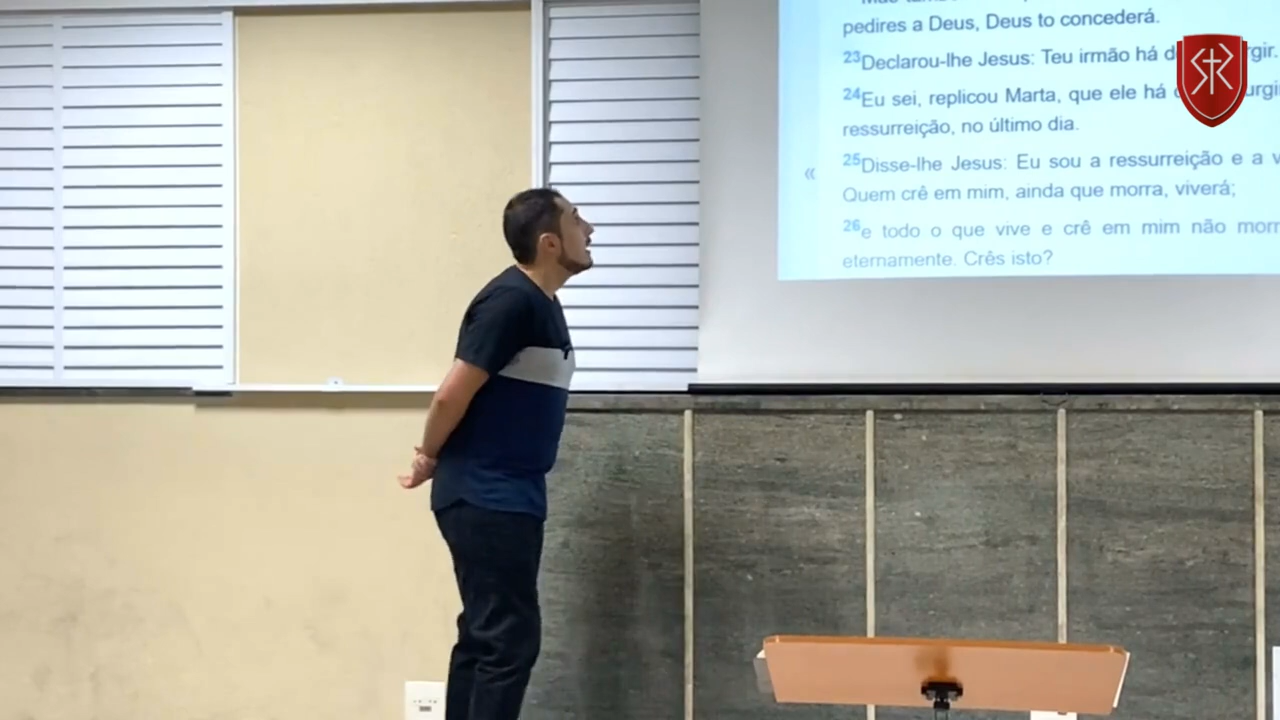 pedires a Deus, Deus to concederá.
23Declarou-lhe Jesus: Teu irmão há
24Eu sei, replicou Marta, que ele há
ressurreição, no último dia.
25Disse-lhe Jesus: Eu sou a ressurreição e a
«
Quem crê em mim, ainda que morra, viverá;
26e todo o que vive e crê em mim não
eternamente. Crês isto?